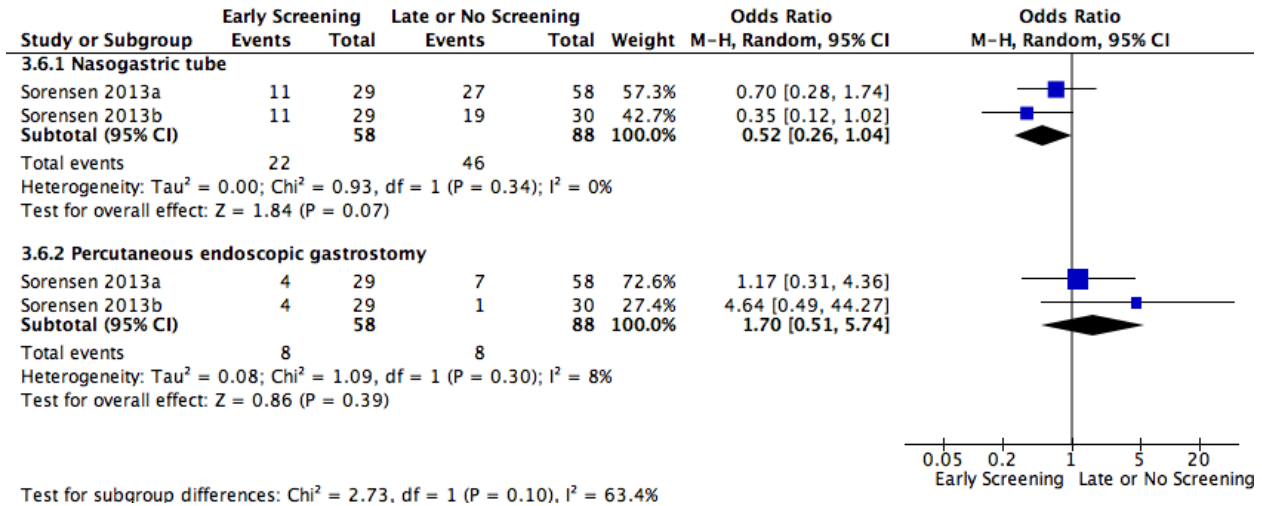 Early Screening Late or No Screening Odds Ratio Odds Ratio
Study or Subgroup Events Total Events Total Weight M-H, Random, 95% CI M-H, Random, 95% CI
3.6.1 Nasogastric tube
Sorensen 2013a 11 29 27 58 57.3% 0.70 [0.28, 1.74]
Sorensen 2013b 11 29 19 30 42.7% 0.35 [0.12, 1.02]
Subtotal (95% CI) 58 88 100.0% 0.52 [0.26, 1.04]
Total events 22 46
Heterogeneity: Tau² = 0.00; Chi² = 0.93, df = 1 (P = 0.34); I² = 0%
Test for overall effect: Z = 1.84 (P = 0.07)
3.6.2 Percutaneous endoscopic gastrostomy
Sorensen 2013a 4 29 7 58 72.6% 1.17 [0.31, 4.36]
Sorensen 2013b 4 29 1 30 27.4% 4.64 [0.49, 44.27]
Subtotal (95% CI) 58 88 100.0% 1.70 [0.51, 5.74]
Total events 8 8
Heterogeneity: Tau² = 0.08; Chi² = 1.09, df = 1 (P = 0.30); I² = 8%
Test for overall effect: Z = 0.86 (P = 0.39)
0.05 0.2 1 5 20
Early Screening Late or No Screening
Test for subgroup differences: Chi² = 2.73, df = 1 (P = 0.10), I² = 63.4%